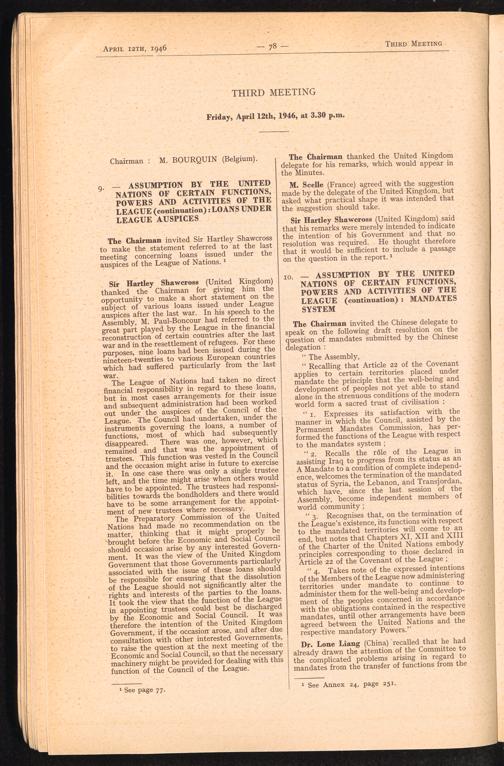 APRIL 12TH, 1946
— 78 —
THIRD MEETING
THIRD MEETING
Friday, April 12th, 1946, at 3.30 p.m.
Chairman : M. BOURQUIN (Belgium).
9. — ASSUMPTION BY THE UNITED
NATIONS OF CERTAIN FUNCTIONS,
POWERS AND ACTIVITIES OF THE
LEAGUE (continuation) : LOANS UNDER
LEAGUE AUSPICES
The Chairman invited Sir Hartley Shawcross
to make the statement referred to at the last
meeting concerning loans issued under the
auspices of the League of Nations. ¹
Sir Hartley Shawcross (United Kingdom)
thanked the Chairman for giving him the
opportunity to make a short statement on the
subject of various loans issued under League
auspices after the last war. In his speech to the
Assembly, M. Paul-Boncour had referred to the
great part played by the League in the financial
reconstruction of certain countries after the last
war and in the resettlement of refugees. For these
purposes, nine loans had been issued during the
nineteen-twenties to various European countries
which had suffered particularly from the last
war.
The League of Nations had taken no direct
financial responsibility in regard to these loans,
but in most cases arrangements for their issue
and subsequent administration had been worked
out under the auspices of the Council of the
League. The Council had undertaken, under the
instruments governing the loans, a number of
functions, most of which had subsequently
disappeared. There was one, however, which
remained and that was the appointment of
trustees. This function was vested in the Council
and the occasion might arise in future to exercise
it. In one case there was only a single trustee
left, and the time might arise when others would
have to be appointed. The trustees had responsi-
bilities towards the bondholders and there would
have to be some arrangement for the appoint-
ment of new trustees where necessary.
The Preparatory Commission of the United
Nations had made no recommendation on the
matter, thinking that it might properly be
brought before the Economic and Social Council
should occasion arise by any interested Govern-
ment. It was the view of the United Kingdom
Government that those Governments particularly
associated with the issue of these loans should
be responsible for ensuring that the dissolution
of the League should not significantly alter the
rights and interests of the parties to the loans.
It took the view that the function of the League
in appointing trustees could best be discharged
by the Economic and Social Council. It was
therefore the intention of the United Kingdom
Government, if the occasion arose, and after due
consultation with other interested Governments,
to raise the question at the next meeting of the
Economic and Social Council, so that the necessary
machinery might be provided for dealing with this
function of the Council of the League.
¹ See page 77.
The Chairman thanked the United Kingdom
delegate for his remarks, which would appear in
the Minutes.
M. Scelle (France) agreed with the suggestion
made by the delegate of the United Kingdom, but
asked what practical shape it was intended that
the suggestion should take.
Sir Hartley Shawcross (United Kingdom) said
that his remarks were merely intended to indicate
the intention of his Government and that no
resolution was required. He thought therefore
that it would be sufficient to include a passage
on the question in the report. ¹
10. — ASSUMPTION BY THE UNITED
NATIONS OF CERTAIN FUNCTIONS,
POWERS AND ACTIVITIES OF THE
LEAGUE (continuation) : MANDATES
SYSTEM
The Chairman invited the Chinese delegate to
speak on the following draft resolution on the
question of mandates submitted by the Chinese
delegation :
" The Assembly,
" Recalling that Article 22 of the Covenant
applies to certain territories placed under
mandate the principle that the well-being and
development of peoples not yet able to stand
alone in the strenuous conditions of the modern
world form a sacred trust of civilisation ;
" 1. Expresses its satisfaction with the
manner in which the Council, assisted by the
Permanent Mandates Commission, has per-
formed the functions of the League with respect
to the mandates system ;
" 2. Recalls the rôle of the League in
assisting Iraq to progress from its status as an
A Mandate to a condition of complete independ-
ence, welcomes the termination of the mandated
status of Syria, the Lebanon, and Transjordan,
which have, since the last session of the
Assembly, become independent members of
world community ;
" 3. Recognises that, on the termination of
the League's existence, its functions with respect
to the mandated territories will come to an
end, but notes that Chapters XI, XII and XIII
of the Charter of the United Nations embody
principles corresponding to those declared in
Article 22 of the Covenant of the League ;
" 4. Takes note of the expressed intentions
of the Members of the League now administering
territories under mandate to continue to
administer them for the well-being and develop-
ment of the peoples concerned in accordance
with the obligations contained in the respective
mandates, until other arrangements have been
agreed between the United Nations and the
respective mandatory Powers."
Dr. Lone Liang (China) recalled that he had
already drawn the attention of the Committee to
the complicated problems arising in regard to
mandates from the transfer of functions from the
¹ See Annex 24, page 251.